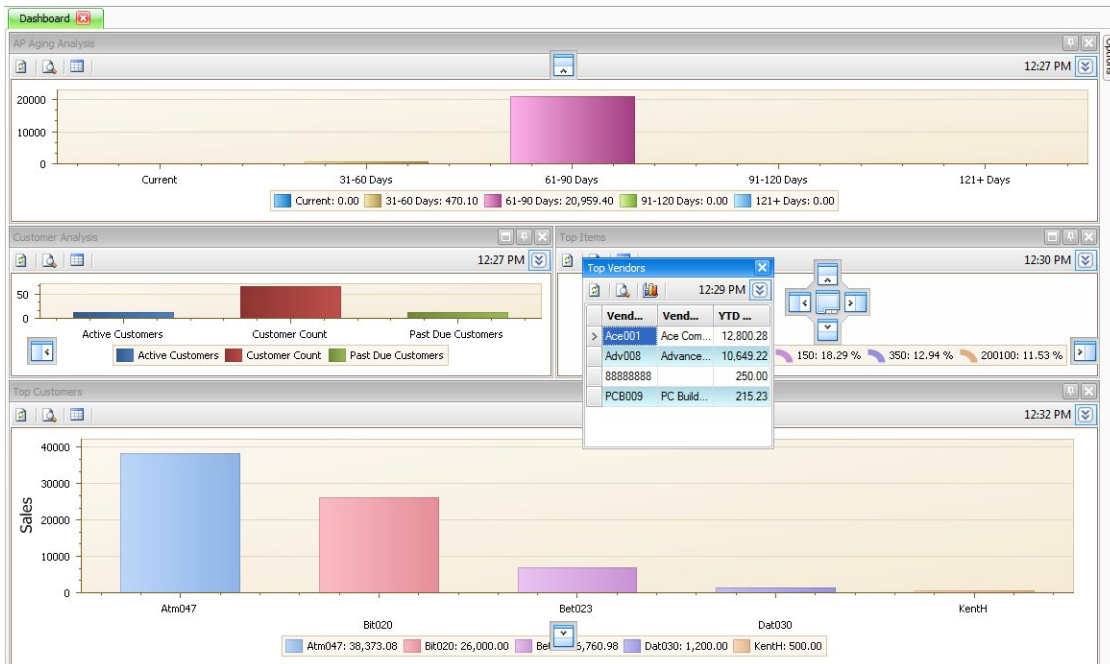 Dashboard
Options
AP Aging Analysis
12:27 PM
20000
10000
0
Current 31-60 Days 61-90 Days 91-120 Days 121+ Days
Current: 0.00 31-60 Days: 470.10 61-90 Days: 20,959.40 91-120 Days: 0.00 121+ Days: 0.00
Customer Analysis
12:27 PM
50
0
Active Customers Customer Count Past Due Customers
Active Customers Customer Count Past Due Customers
Top Items
12:30 PM
150: 18.29 % 350: 12.94 % 200100: 11.53 %
Top Vendors
12:29 PM
Vend... Vend... YTD ...
Ace001 Ace Com... 12,800.28
Adv008 Advance... 10,649.22
88888888 250.00
PCB009 PC Build... 215.23
Top Customers
12:32 PM
Sales
40000
30000
20000
10000
0
Atm047 Bit020 Bet023 Dat030 KentH
Atm047: 38,373.08 Bit020: 26,000.00 Dat030: 1,200.00 KentH: 500.00